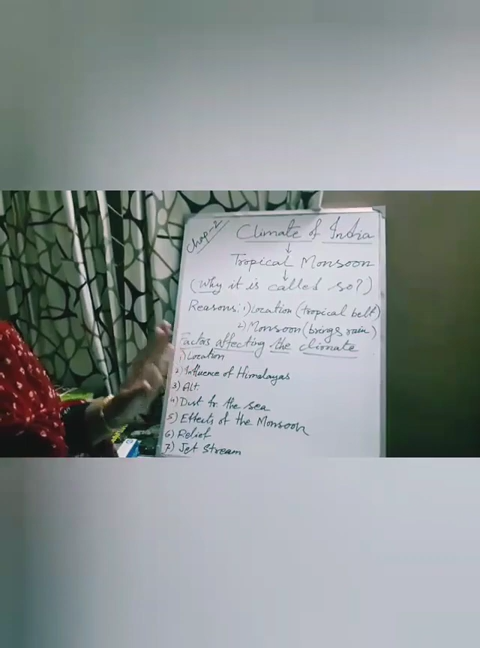 Chap-2
Climate of India
Tropical Monsoon
(Why it is called so?)
Reasons: 1) Location (tropical belt)
2) Monsoon (brings rain)
Factors affecting the climate
1) Location
2) Influence of Himalayas
3) Alt
4) Dist fr. the sea
5) Effects of the Monsoon
6) Relief
7) Jet Stream